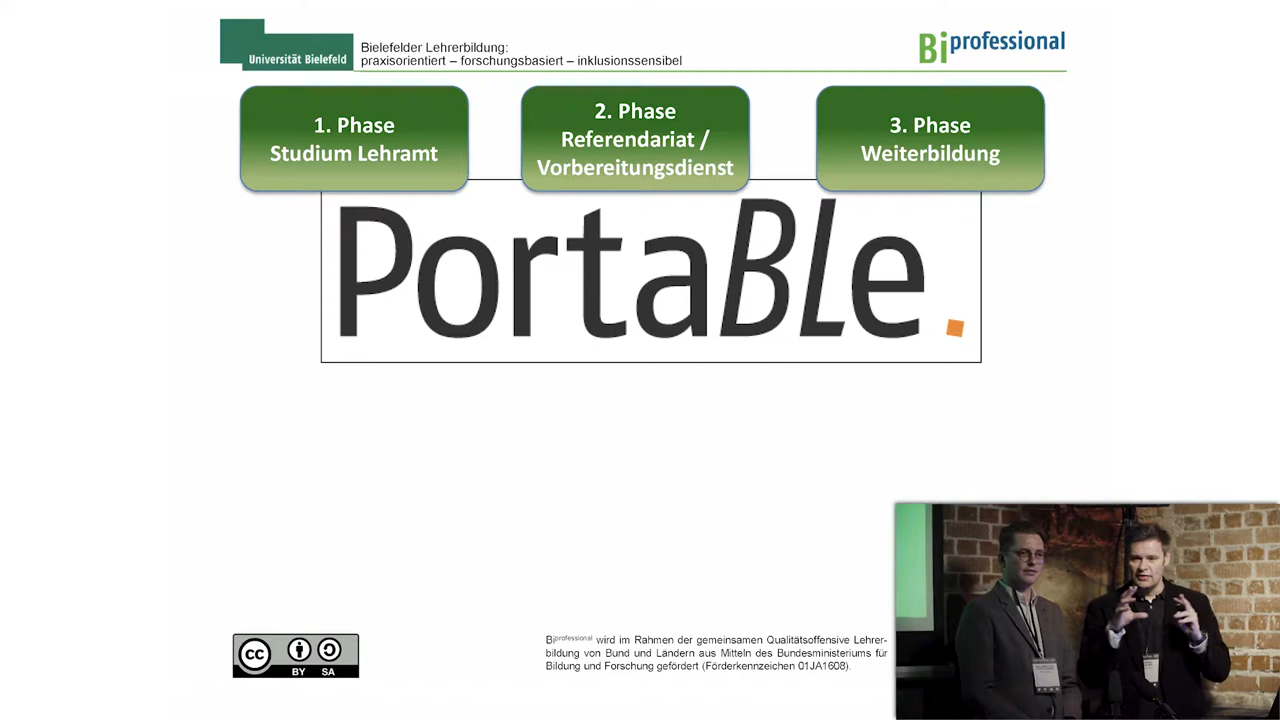 Universität Bielefeld
Bielefelder Lehrerbildung:
praxisorientiert – forschungsbasiert – inklusionssensibel
Biprofessional
1. Phase
Studium Lehramt
2. Phase
Referendariat /
Vorbereitungsdienst
3. Phase
Weiterbildung
PortaBLe.
cc
BY SA
Biprofessional wird im Rahmen der gemeinsamen Qualitätsoffensive Lehrer-
bildung von Bund und Ländern aus Mitteln des Bundesministeriums für
Bildung und Forschung gefördert (Förderkennzeichen 01JA1608).